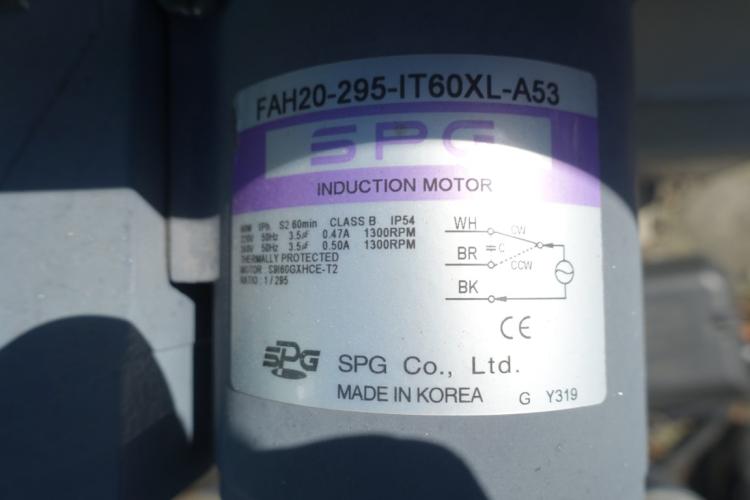 FAH20-295-IT60XL-A53
SPG
INDUCTION MOTOR
60W 1Ph S2 60min CLASS B IP54
220V 50Hz 3.5㎌ 0.47A 1300RPM
240V 50Hz 3.5㎌ 0.50A 1300RPM
THERMALLY PROTECTED
MOTOR : S9I60GXHCE-T2
RATIO : 1 / 295
WH CW
BR C CCW
BK
CE
SPG SPG Co., Ltd.
MADE IN KOREA G Y319